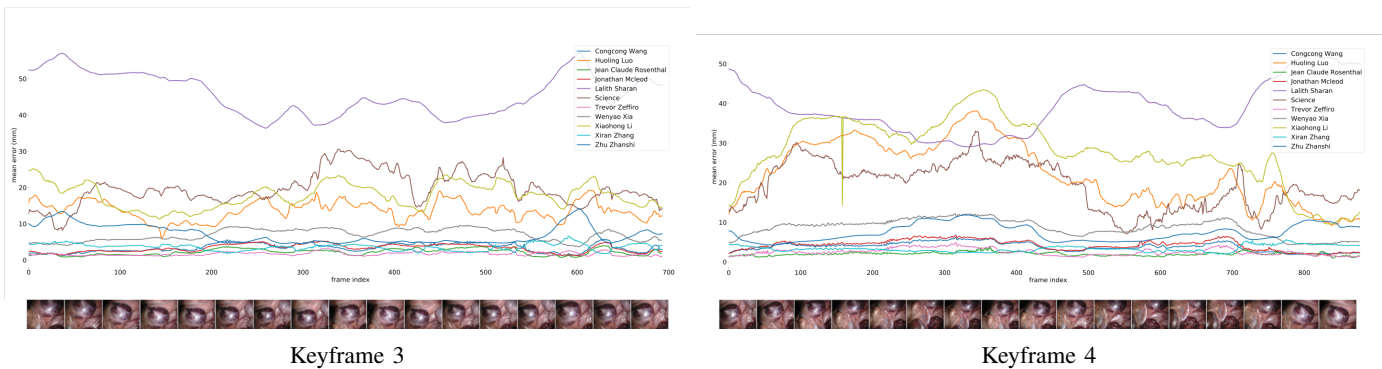 Congcong Wang
Huoling Luo
Jean Claude Rosenthal
Jonathan Mcleod
Lalith Sharan
Science
Trevor Zeffiro
Wenyao Xia
Xiaohong Li
Xiran Zhang
Zhu Zhanshi
mean error (mm)
50
40
30
20
10
0
0 100 200 300 400 500 600 700
frame index
Keyframe 3
Congcong Wang
Huoling Luo
Jean Claude Rosenthal
Jonathan Mcleod
Lalith Sharan
Science
Trevor Zeffiro
Wenyao Xia
Xiaohong Li
Xiran Zhang
Zhu Zhanshi
mean error (mm)
50
40
30
20
10
0
0 100 200 300 400 500 600 700 800
frame index
Keyframe 4